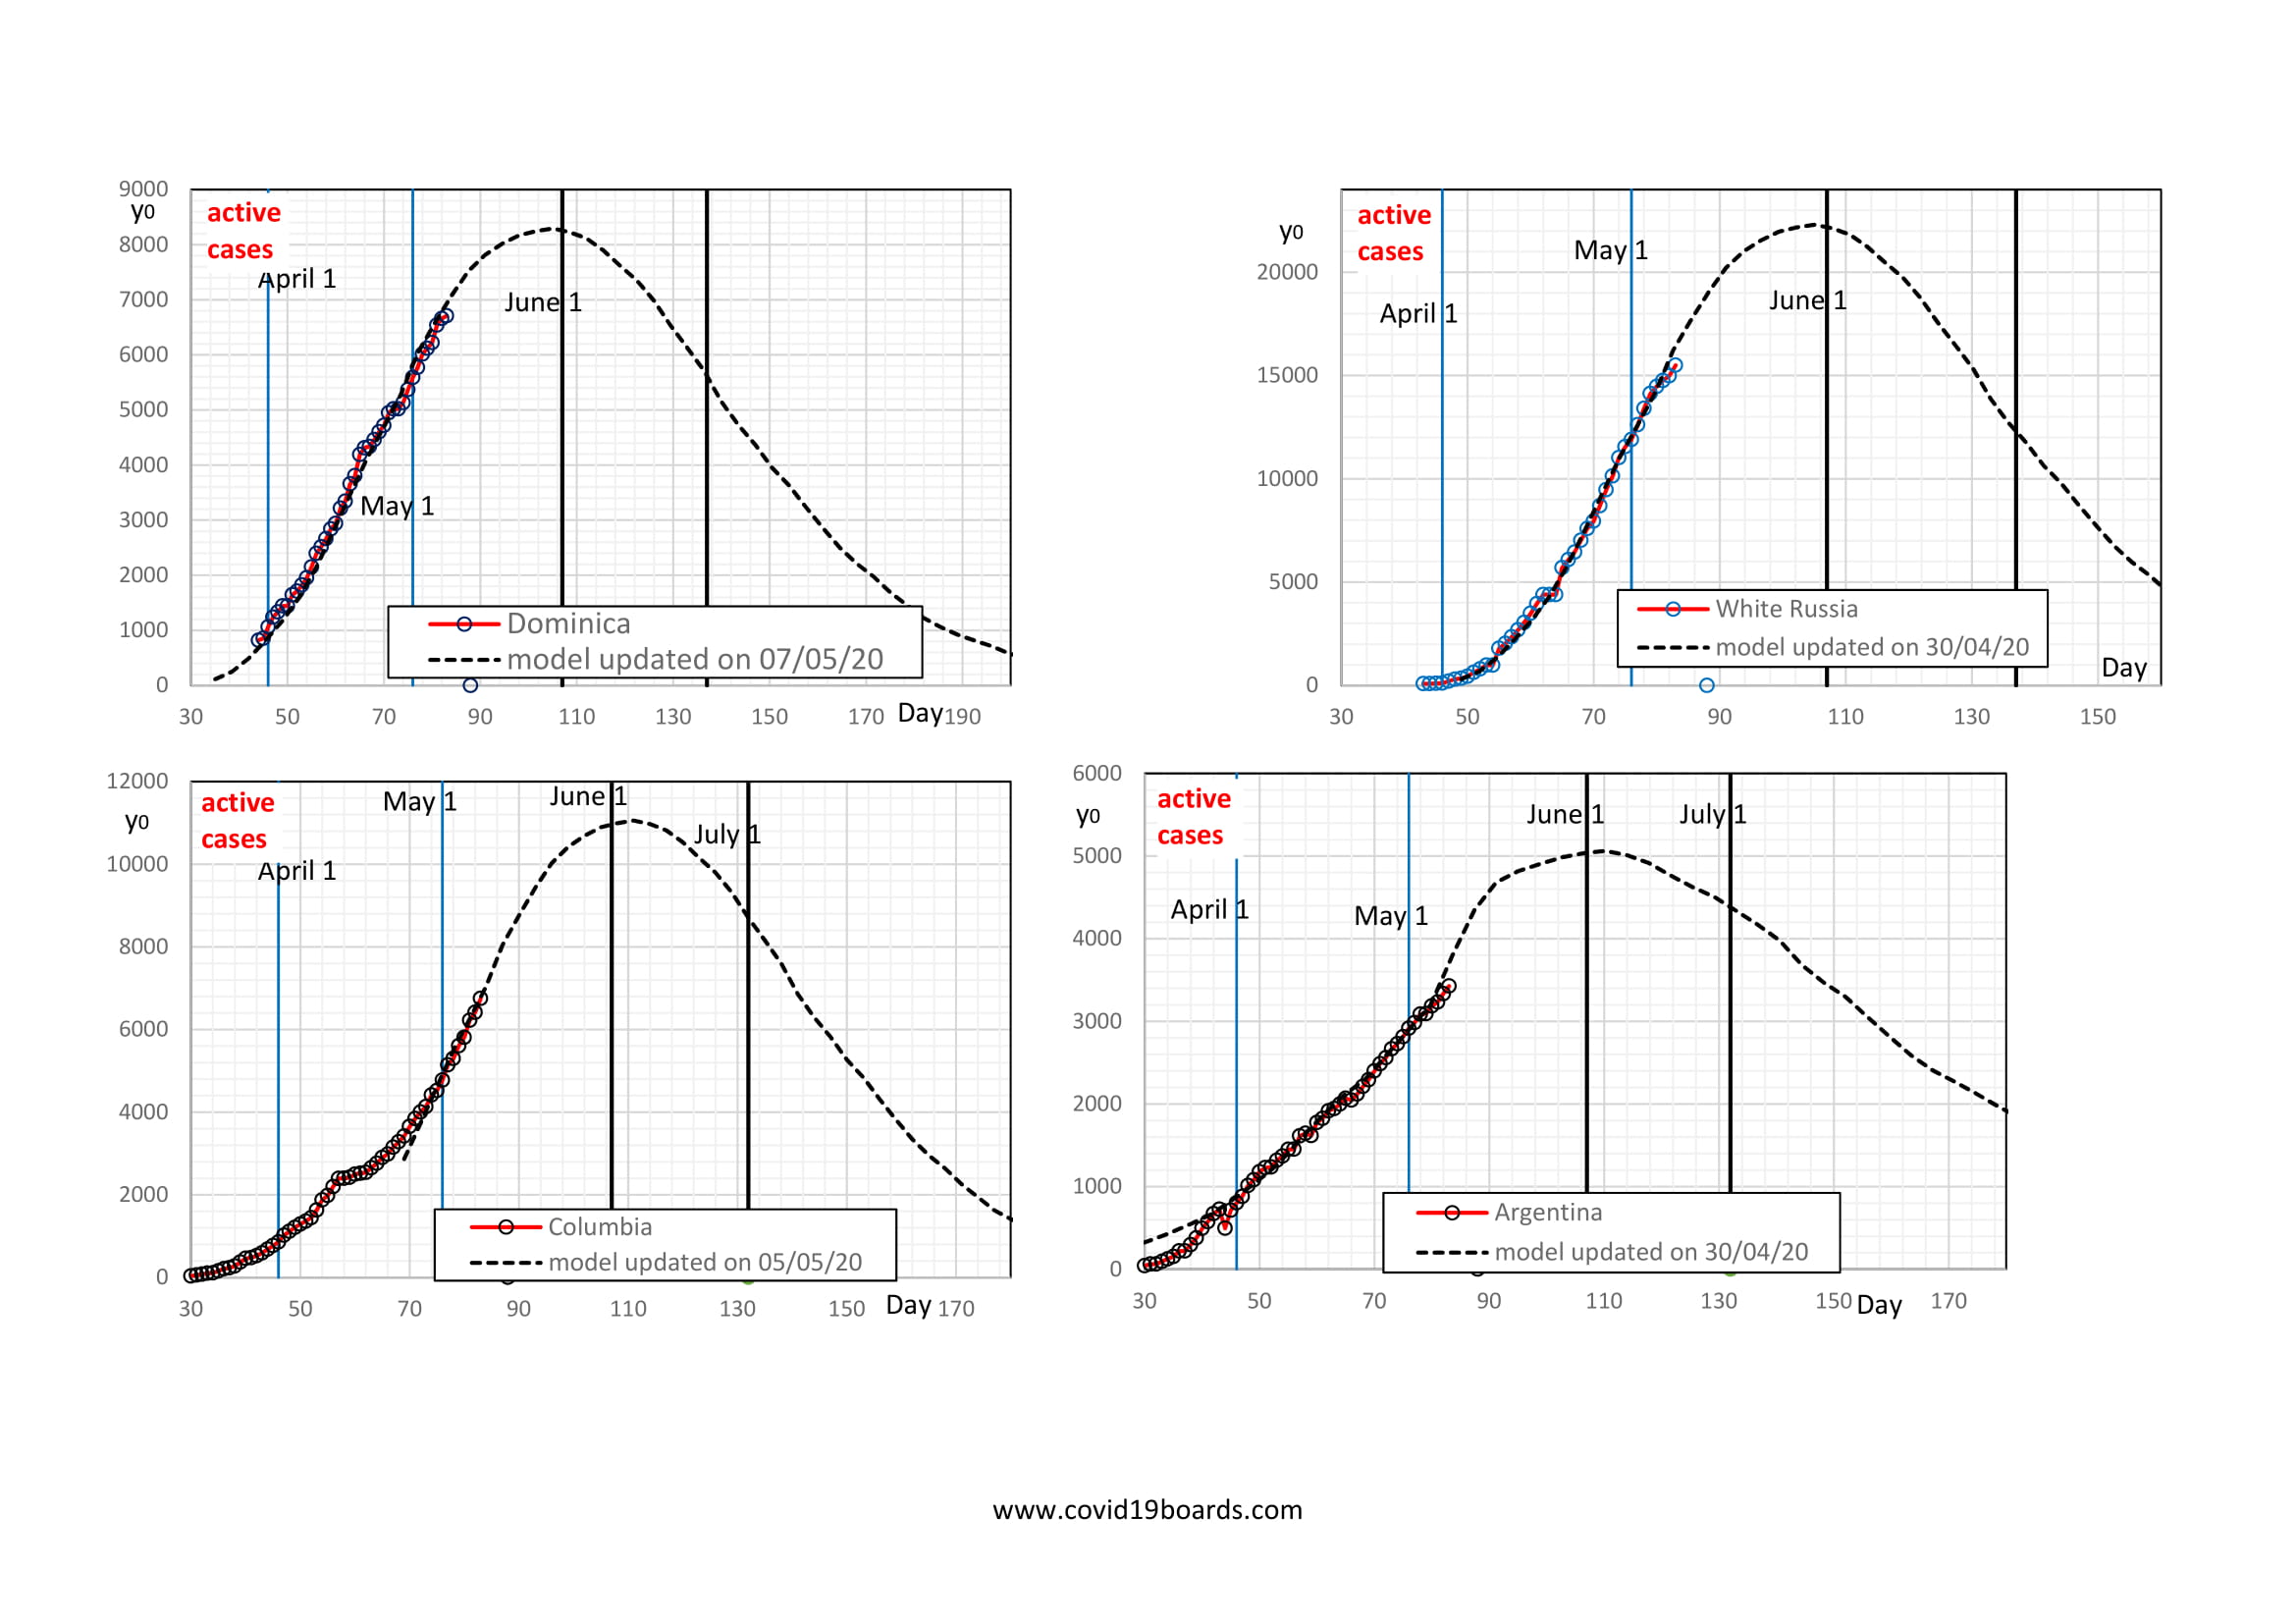 9000
y0
active
cases
April 1
8000
7000
June 1
6000
5000
4000
May 1
3000
2000
1000
0
Dominica
model updated on 07/05/20
30 50 70 90 110 130 150 170 Day 190
active
cases
y0
May 1
20000
June 1
April 1
15000
10000
5000
White Russia
model updated on 30/04/20
Day
0
30 50 70 90 110 130 150
12000
active
cases
y0
May 1
June 1
July 1
April 1
10000
8000
6000
4000
2000
0
Columbia
model updated on 05/05/20
30 50 70 90 110 130 150 Day 170
6000
active
cases
y0
June 1
July 1
5000
April 1
May 1
4000
3000
2000
1000
0
Argentina
model updated on 30/04/20
30 50 70 90 110 130 150 Day 170
www.covid19boards.com